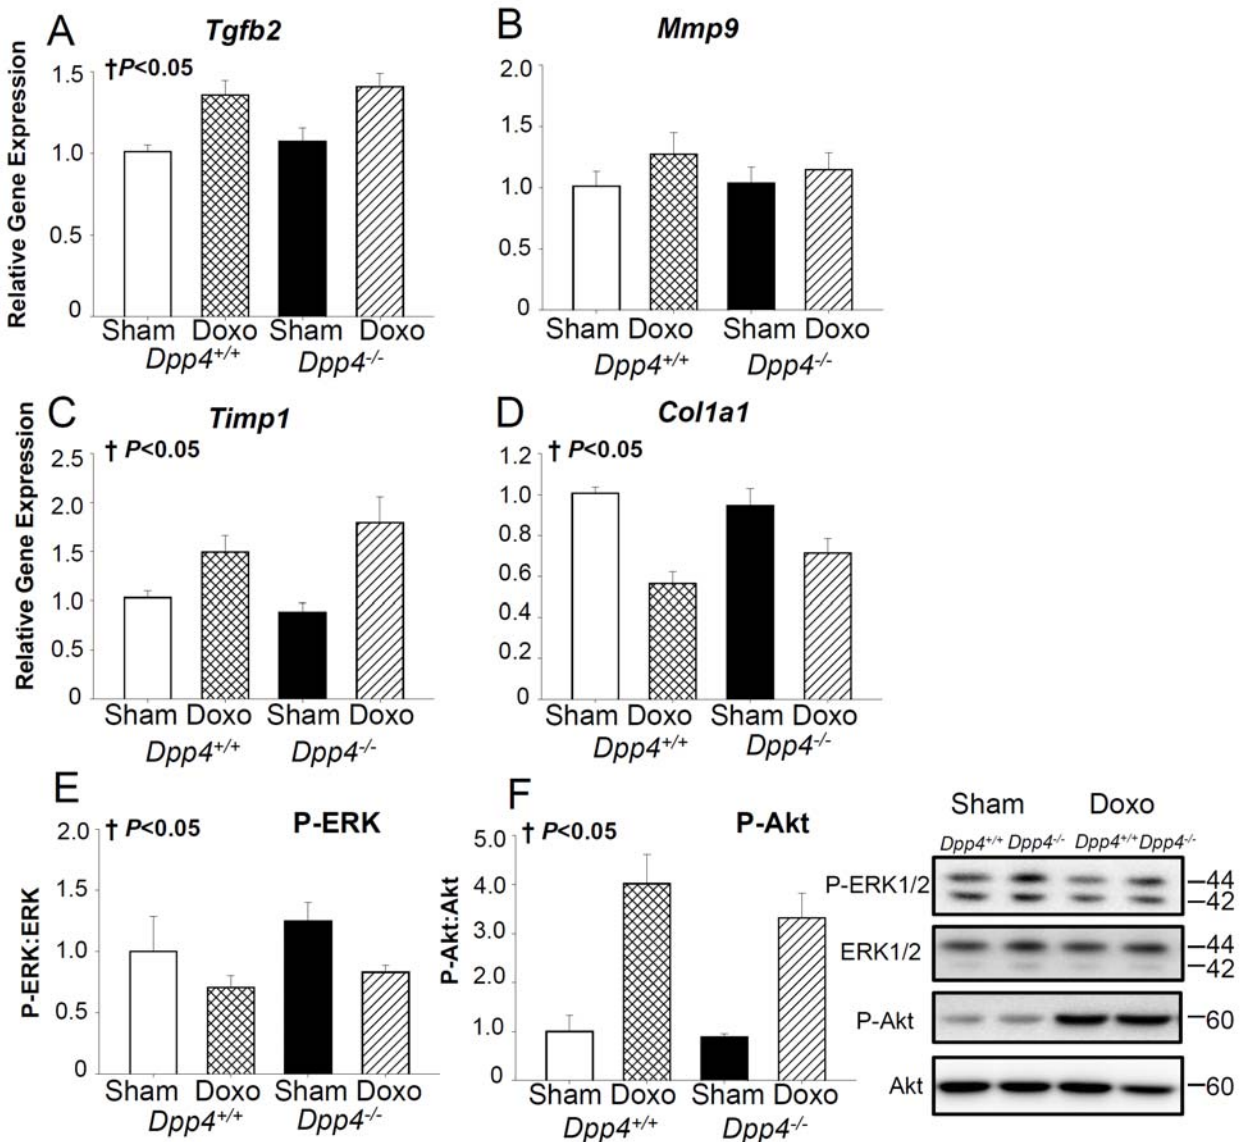 A
Tgfb2
†P<0.05
Relative Gene Expression
1.5
1.0
0.5
0
Sham Doxo Sham Doxo
Dpp4+/+ Dpp4-/-
B
Mmp9
2.0
1.5
1.0
0.5
0
Sham Doxo Sham Doxo
Dpp4+/+ Dpp4-/-
C
Timp1
† P<0.05
Relative Gene Expression
2.5
2.0
1.5
1.0
0.5
0
Sham Doxo Sham Doxo
Dpp4+/+ Dpp4-/-
D
Col1a1
† P<0.05
1.2
1.0
0.8
0.6
0.4
0.2
0
Sham Doxo Sham Doxo
Dpp4+/+ Dpp4-/-
E
P-ERK
† P<0.05
P-ERK:ERK
2.0
1.5
1.0
0.5
0
Sham Doxo Sham Doxo
Dpp4+/+ Dpp4-/-
F
P-Akt
† P<0.05
P-Akt:Akt
5.0
4.0
3.0
2.0
1.0
0
Sham Doxo Sham Doxo
Dpp4+/+ Dpp4-/-
Sham Doxo
Dpp4+/+ Dpp4-/- Dpp4+/+ Dpp4-/-
P-ERK1/2 –44
–42
ERK1/2 –44
–42
P-Akt –60
Akt –60